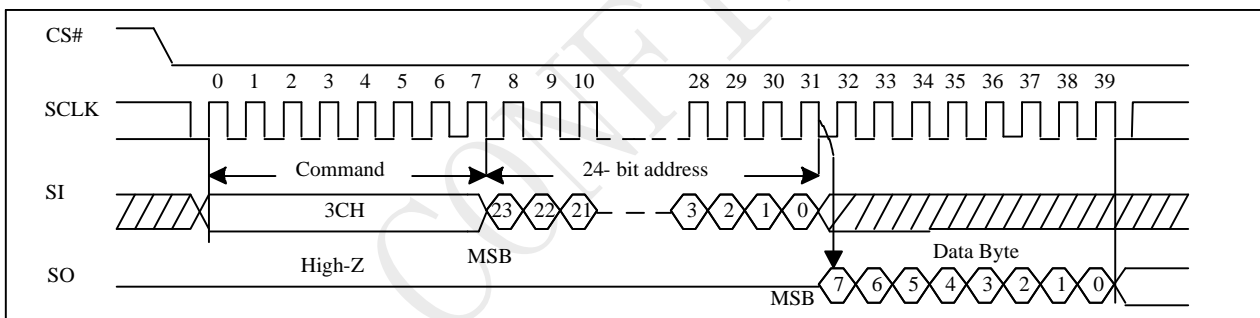 CS#
0 1 2 3 4 5 6 7 8 9 10 28 29 30 31 32 33 34 35 36 37 38 39
SCLK
Command 24- bit address
SI
3CH 23 22 21 3 2 1 0
High-Z MSB Data Byte
SO
MSB 7 6 5 4 3 2 1 0